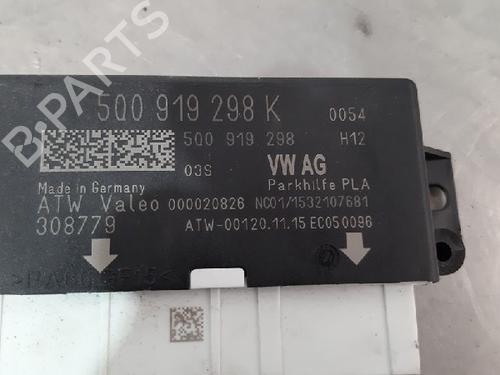 5Q0 919 298 K 0054
5Q0 919 298 H12
03S VW AG
Made in Germany Parkhilfe PLA
ATW Valeo 000020826 NC01/1532107681
308779 ATW-00120.11.15 EC050096
B-PARTS